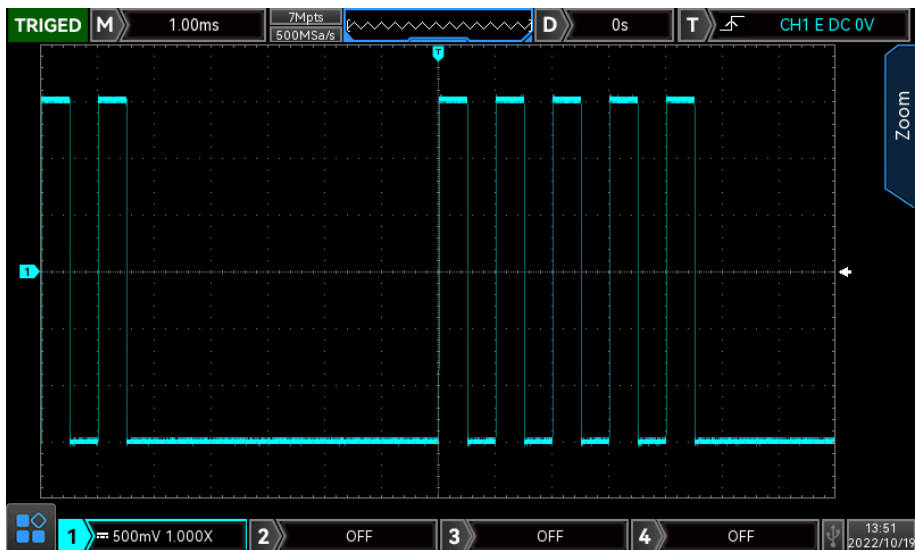 TRIGED M 1.00ms 7Mpts 500MSa/s D 0s T CH1 E DC 0V
T
Zoom
1
1 500mV 1.000X 2 OFF 3 OFF 4 OFF 13:51
2022/10/19